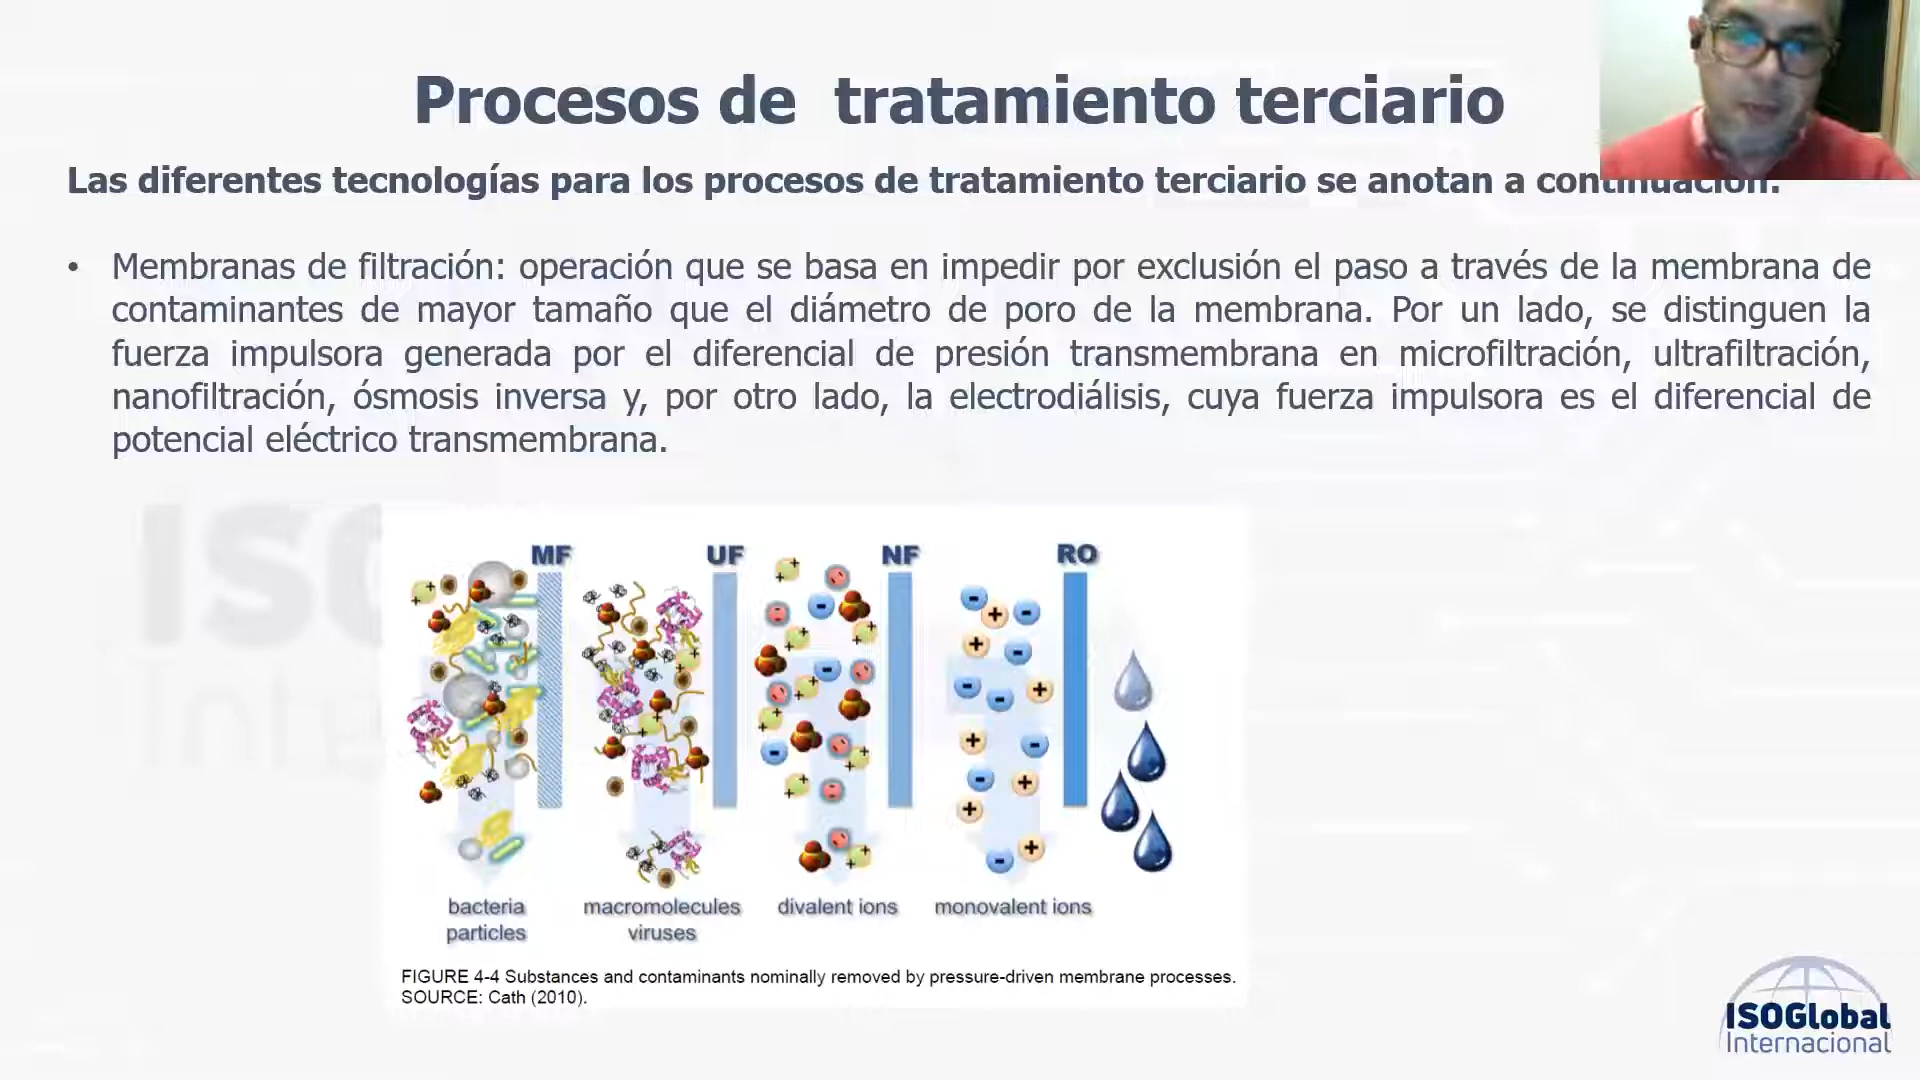 Procesos de tratamiento terciario
Las diferentes tecnologías para los procesos de tratamiento terciario se anotan a continuación:
• Membranas de filtración: operación que se basa en impedir por exclusión el paso a través de la membrana de
contaminantes de mayor tamaño que el diámetro de poro de la membrana. Por un lado, se distinguen la
fuerza impulsora generada por el diferencial de presión transmembrana en microfiltración, ultrafiltración,
nanofiltración, ósmosis inversa y, por otro lado, la electrodiálisis, cuya fuerza impulsora es el diferencial de
potencial eléctrico transmembrana.
MF UF NF RO
bacteria
particles
macromolecules
viruses
divalent ions
monovalent ions
FIGURE 4-4 Substances and contaminants nominally removed by pressure-driven membrane processes.
SOURCE: Cath (2010).
ISOGlobal
Internacional